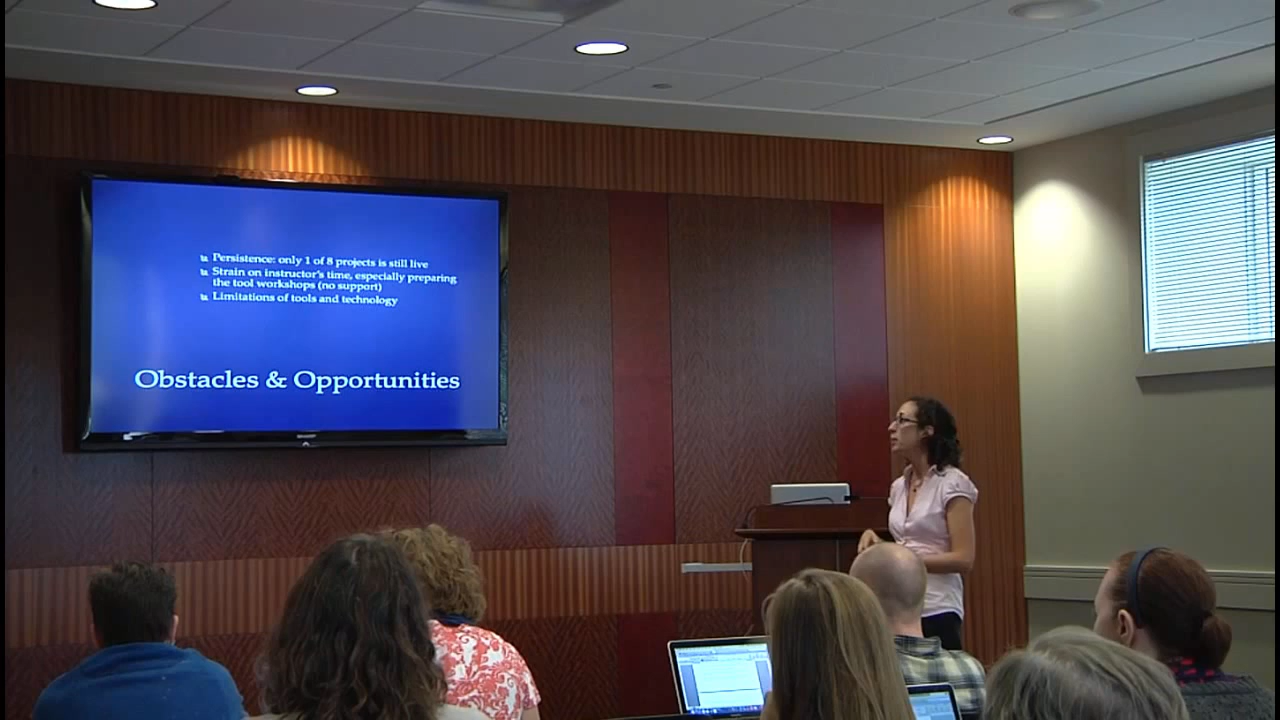 Persistence: only 1 of 8 projects is still live
Strain on instructor's time, especially preparing
the tool workshops (no support)
Limitations of tools and technology
Obstacles & Opportunities
SHARP